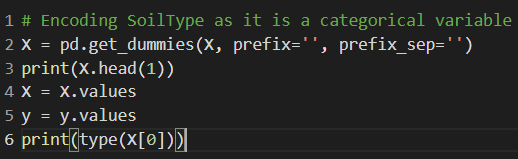 1 # Encoding SoilType as it is a categorical variable
2 X = pd.get_dummies(X, prefix='', prefix_sep='')
3 print(X.head(1))
4 X = X.values
5 y = y.values
6 print(type(X[0]))